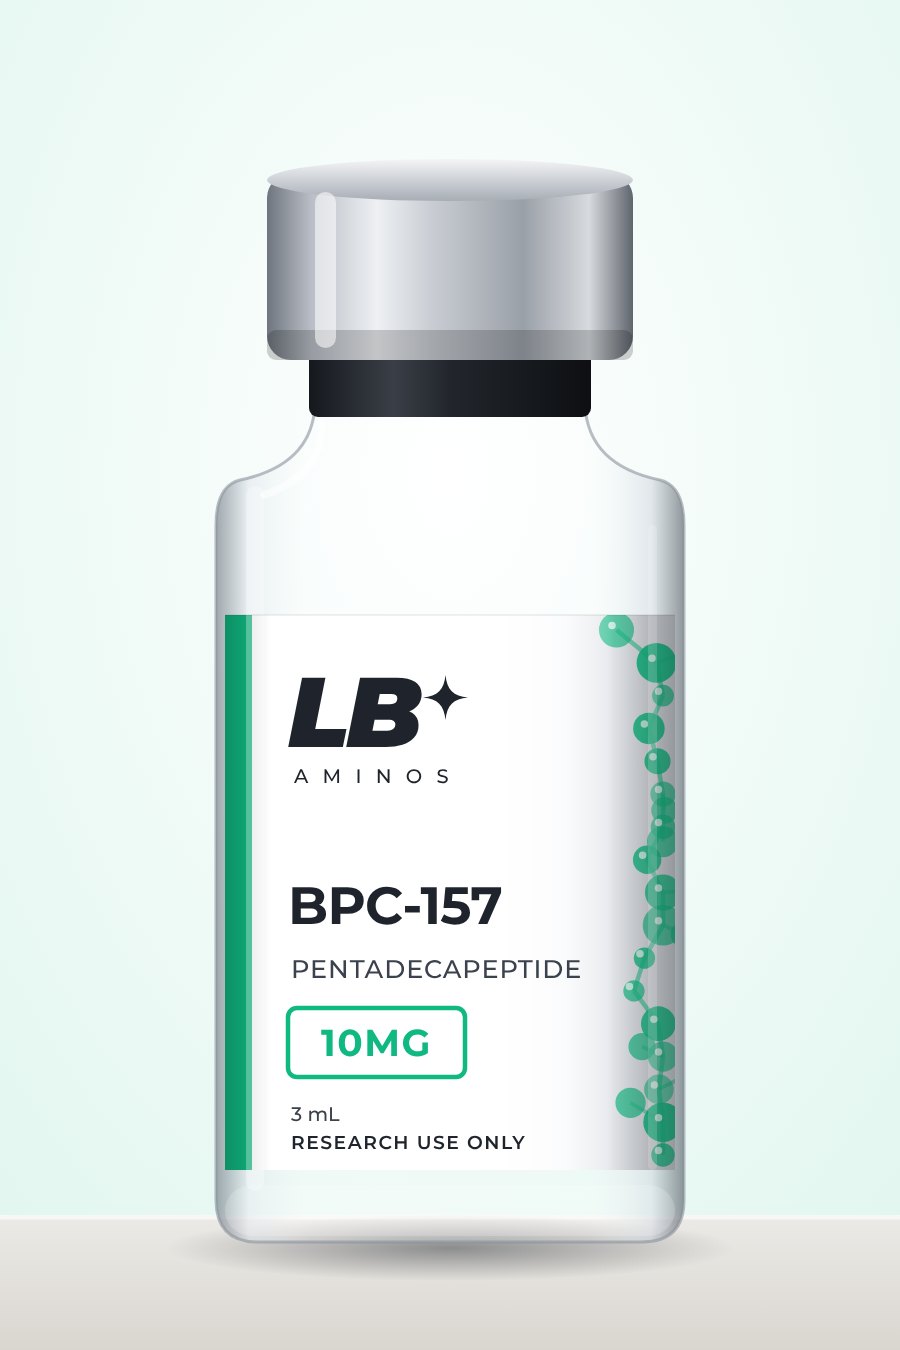 LB
AMINOS
BPC-157
PENTADECAPEPTIDE
10MG
3 mL
RESEARCH USE ONLY